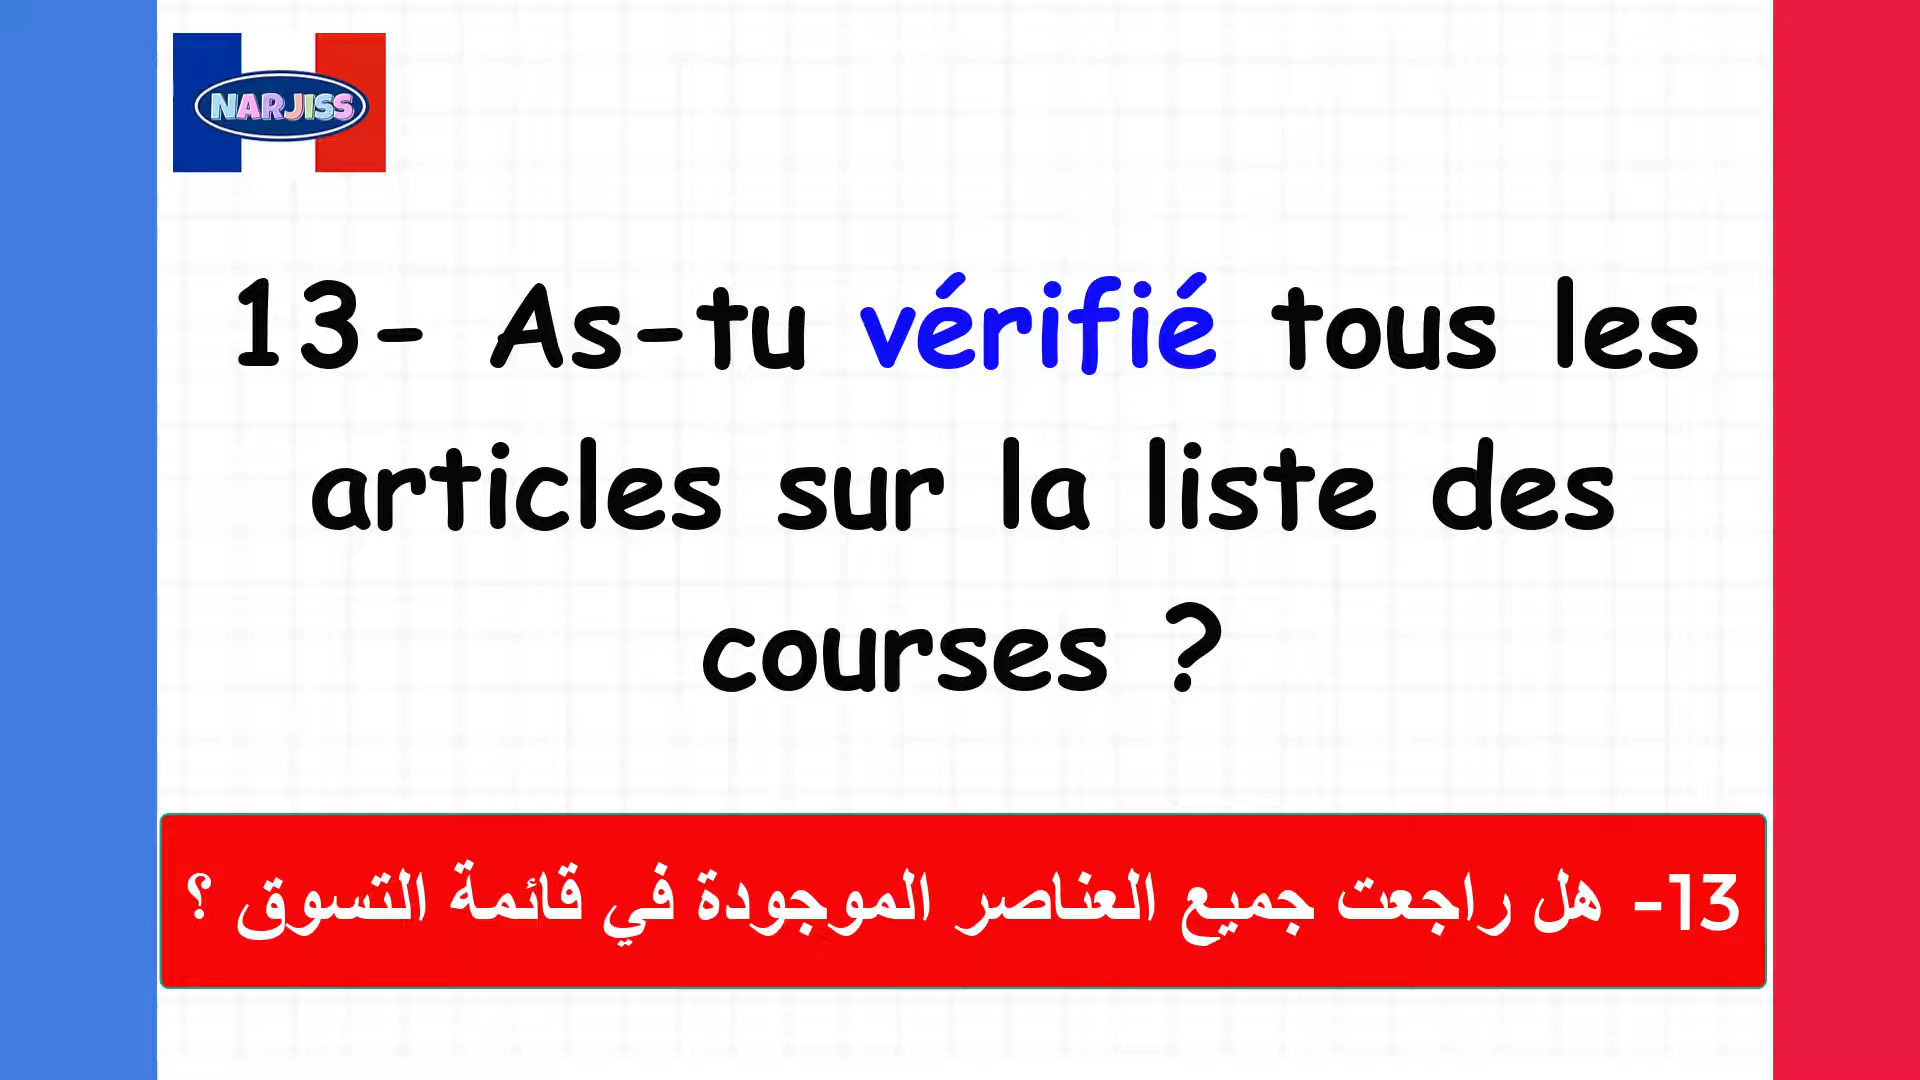 NARJISS
13- As-tu vérifié tous les
articles sur la liste des
courses ?
13- هل راجعت جميع العناصر الموجودة في قائمة التسوق ؟